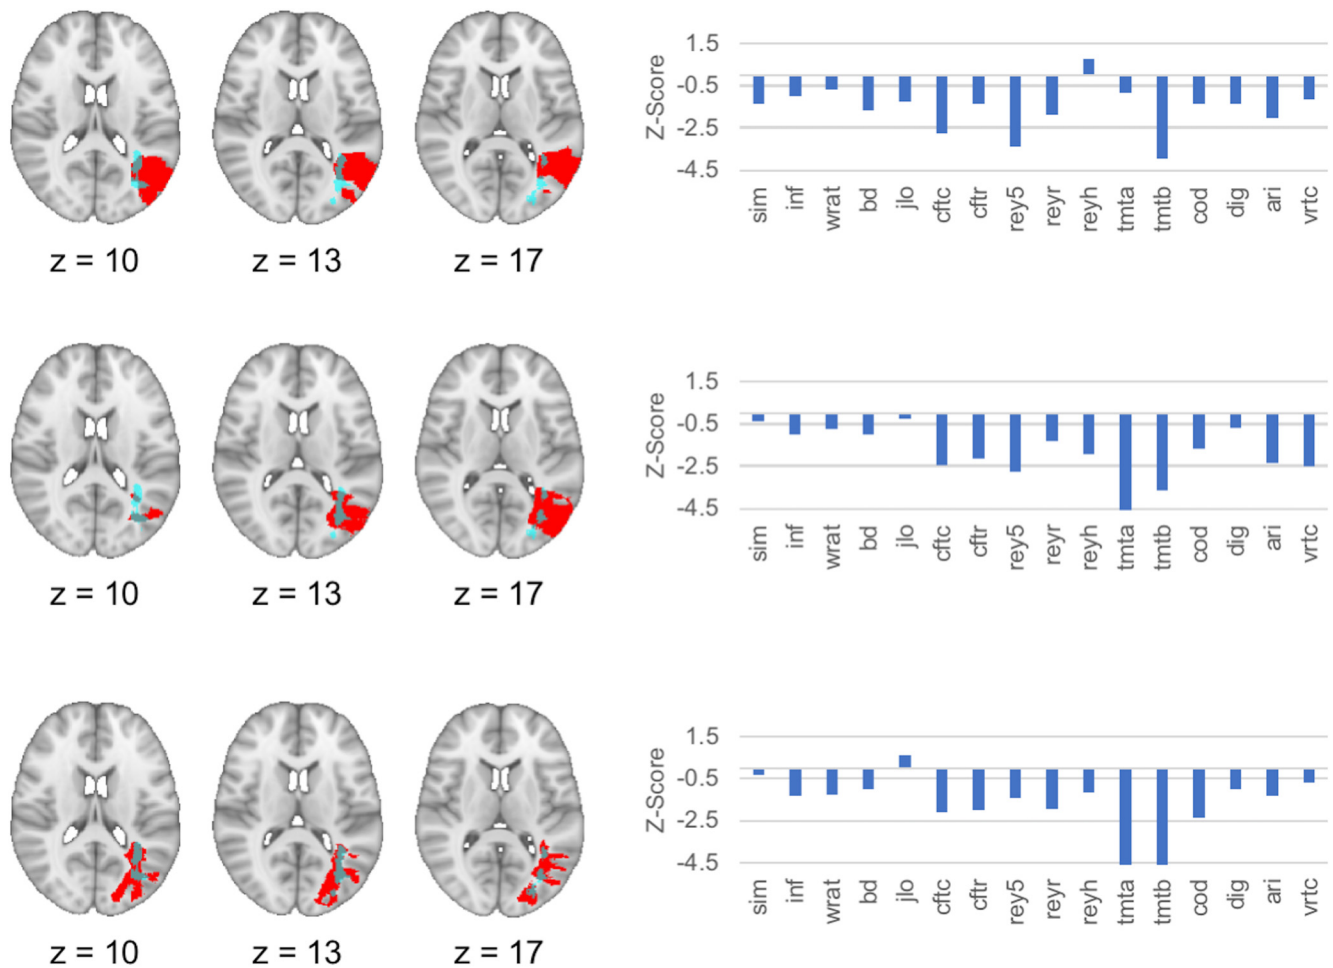 z = 10
z = 13
z = 17
Z-Score
1.5
-0.5
-2.5
-4.5
sim
inf
wrat
bd
jlo
cftc
cftr
rey5
reyr
reyh
tmta
tmtb
cod
dig
ari
vrtc
z = 10
z = 13
z = 17
Z-Score
1.5
-0.5
-2.5
-4.5
sim
inf
wrat
bd
jlo
cftc
cftr
rey5
reyr
reyh
tmta
tmtb
cod
dig
ari
vrtc
z = 10
z = 13
z = 17
Z-Score
1.5
-0.5
-2.5
-4.5
sim
inf
wrat
bd
jlo
cftc
cftr
rey5
reyr
reyh
tmta
tmtb
cod
dig
ari
vrtc